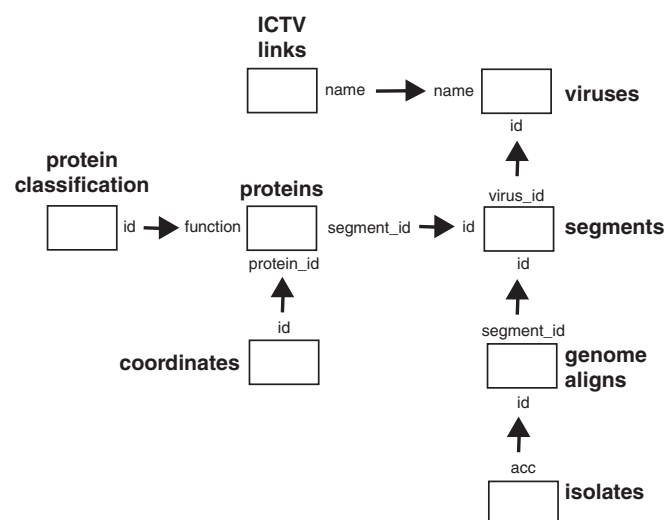 ICTV
links
name
name
viruses
id
protein
classification
proteins
virus_id
id
function
segment_id
id
segments
protein_id
id
id
segment_id
coordinates
genome
aligns
id
acc
isolates